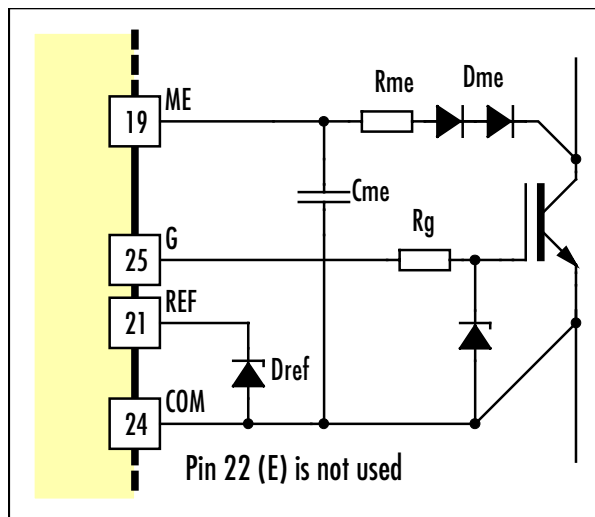 Rme Dme
19 ME
Cme
Rg
25 G
21 REF
Dref
24 COM
Pin 22 (E) is not used